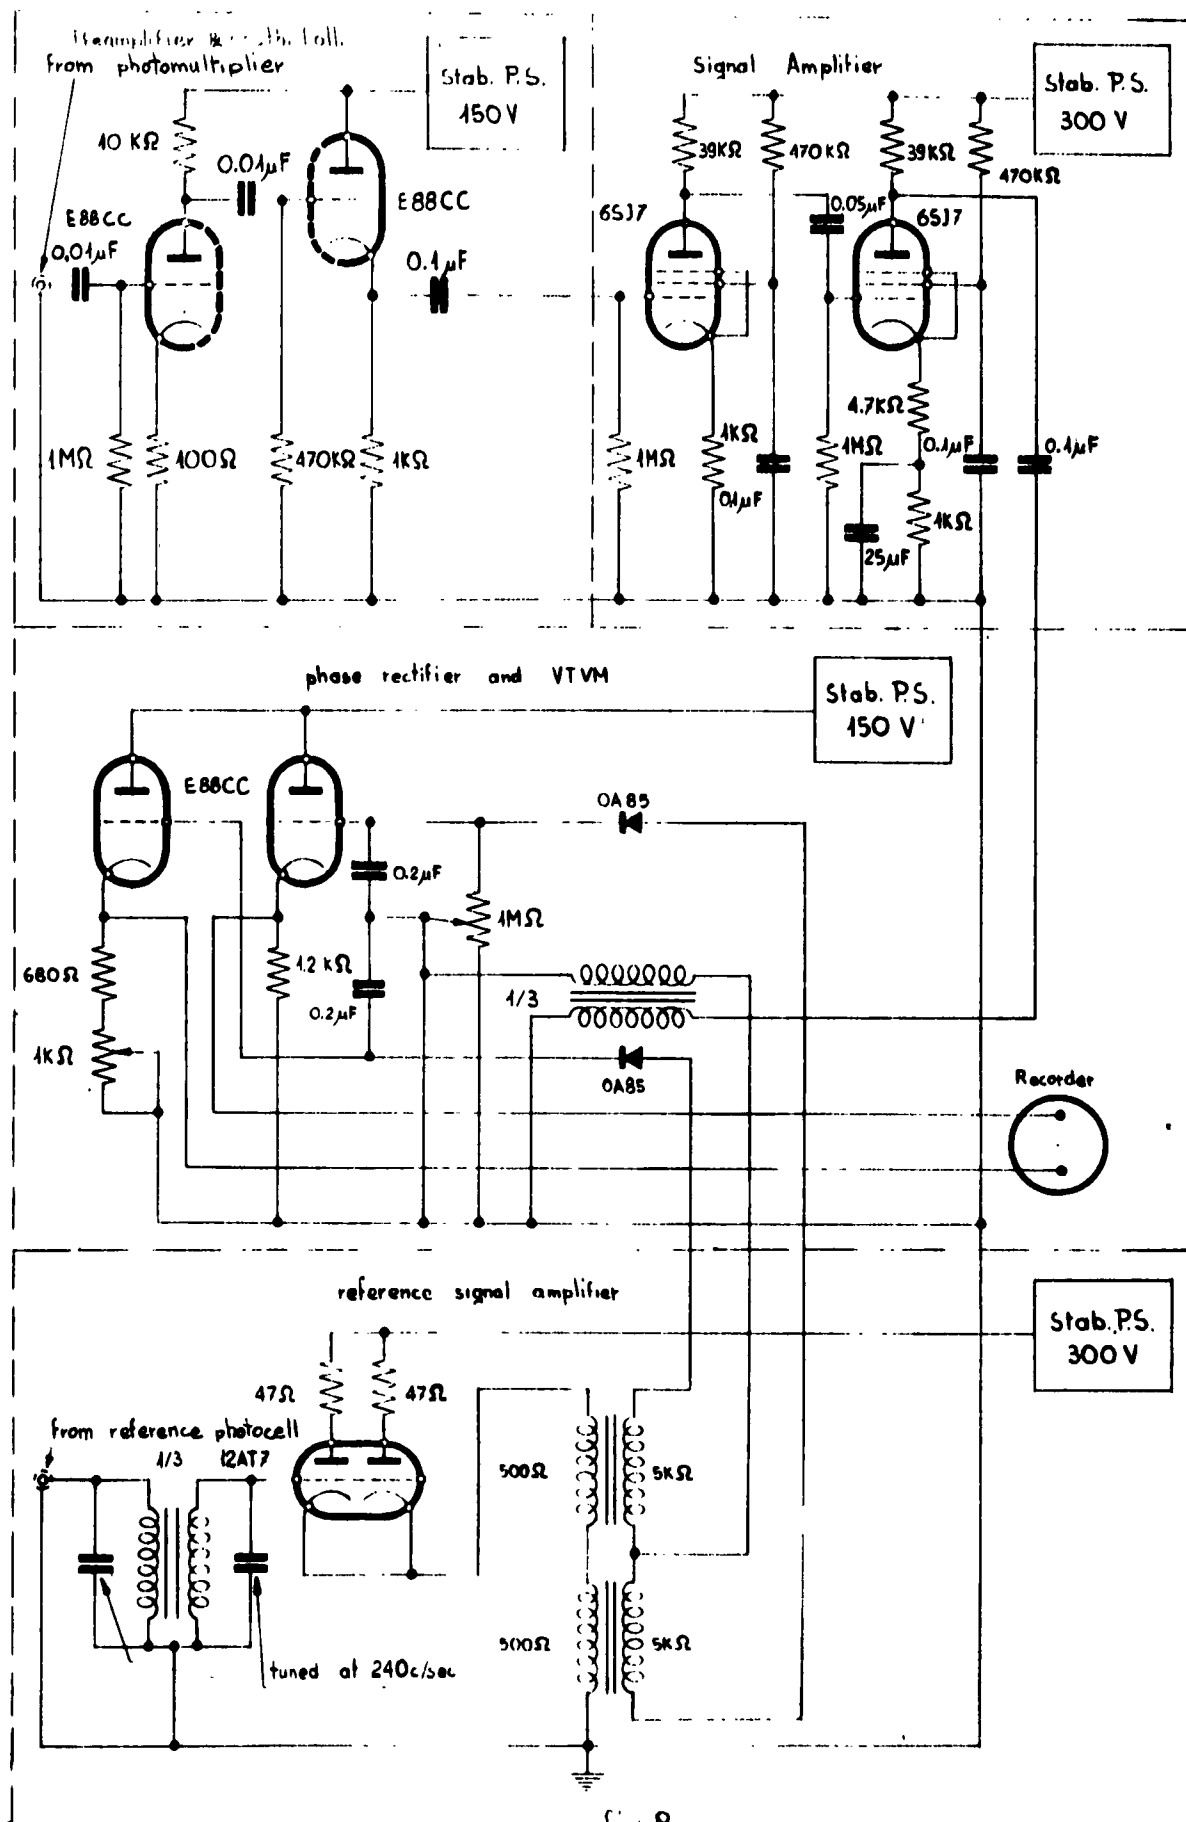 Preamplifier
from photomultiplier
Stab. P.S.
150 V
10 KΩ
0.01µF
E88CC
E88CC
0.01µF
0.1µF
1MΩ
100Ω
470KΩ
1KΩ
Signal Amplifier
Stab. P.S.
300 V
39KΩ
470KΩ
39KΩ
470KΩ
6SJ7
0.05µF
6SJ7
4.7KΩ
1MΩ
1KΩ
0.1µF
1MΩ
0.1µF
0.1µF
25µF
1KΩ
phase rectifier and VTVM
Stab. P.S.
150 V
E88CC
OA85
0.2µF
1MΩ
680Ω
1.2 KΩ
0.2µF
1/3
1KΩ
OA85
Recorder
reference signal amplifier
Stab. P.S.
300 V
47Ω
47Ω
from reference photocell
1/3
12AT7
500Ω
5KΩ
500Ω
5KΩ
tuned at 240c/sec